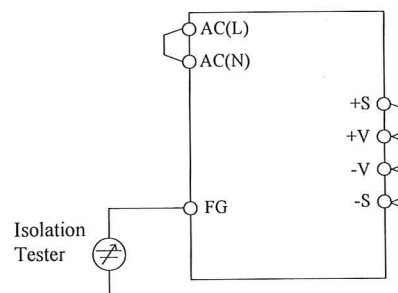 AC(L)
AC(N)
+S
+V
-V
-S
FG
Isolation
Tester